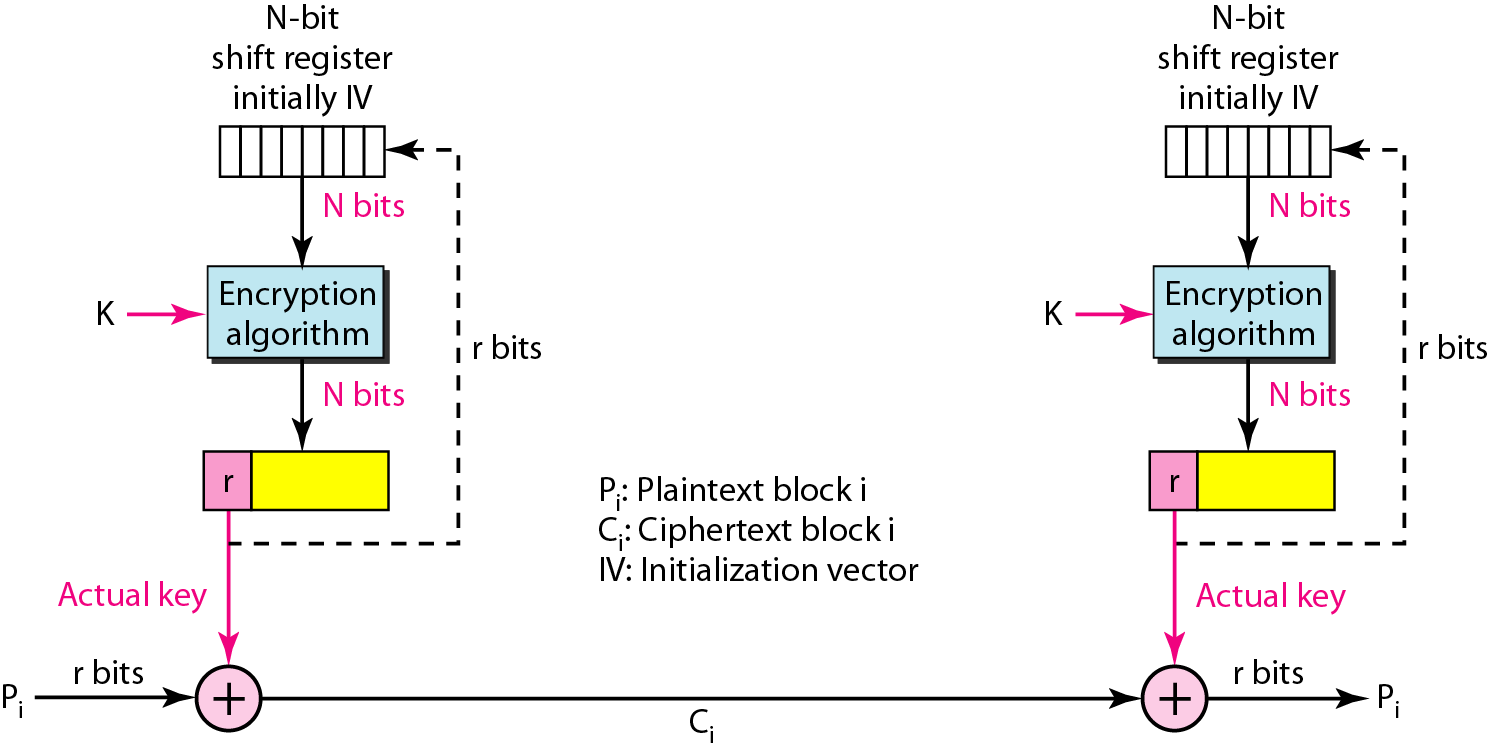 N-bit
shift register
initially IV
N bits
K
Encryption
algorithm
r bits
N bits
r
Actual key
Pi
r bits
+
Ci
Pi: Plaintext block i
Ci: Ciphertext block i
IV: Initialization vector
N-bit
shift register
initially IV
N bits
K
Encryption
algorithm
r bits
N bits
r
Actual key
+
r bits
Pi